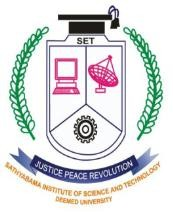 SET
JUSTICE PEACE REVOLUTION
SATHYABAMA INSTITUTE OF SCIENCE AND TECHNOLOGY
DEEMED UNIVERSITY